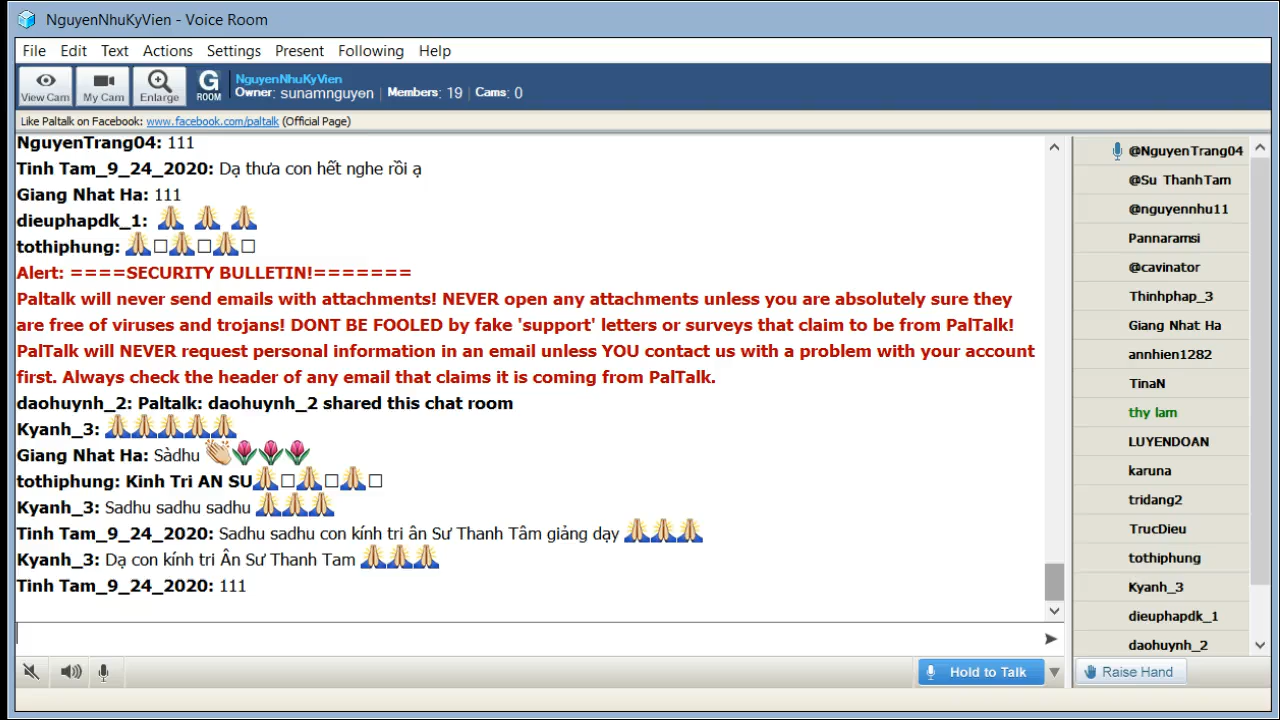 NguyenNhuKyVien - Voice Room
File Edit Text Actions Settings Present Following Help
View Cam My Cam Enlarge G ROOM
NguyenNhuKyVien
Owner: sunamnguyen Members: 19 Cams: 0
Like Paltalk on Facebook: www.facebook.com/paltalk (Official Page)
NguyenTrang04: 111
Tinh Tam_9_24_2020: Dạ thưa con hết nghe rồi ạ
Giang Nhat Ha: 111
dieuphapdk_1:
tothiphung:
Alert: ====SECURITY BULLETIN!=======
Paltalk will never send emails with attachments! NEVER open any attachments unless you are absolutely sure they
are free of viruses and trojans! DONT BE FOOLED by fake 'support' letters or surveys that claim to be from PalTalk!
PalTalk will NEVER request personal information in an email unless YOU contact us with a problem with your account
first. Always check the header of any email that claims it is coming from PalTalk.
daohuynh_2: Paltalk: daohuynh_2 shared this chat room
Kyanh_3:
Giang Nhat Ha: Sàdhu
tothiphung: Kinh Tri AN SU
Kyanh_3: Sadhu sadhu sadhu
Tinh Tam_9_24_2020: Sadhu sadhu con kính tri ân Sư Thanh Tâm giảng dạy
Kyanh_3: Dạ con kính tri Ân Sư Thanh Tam
Tinh Tam_9_24_2020: 111
Hold to Talk
@NguyenTrang04
@Su ThanhTam
@nguyennhu11
Pannaramsi
@cavinator
Thinhphap_3
Giang Nhat Ha
annhien1282
TinaN
thy lam
LUYENDOAN
karuna
tridang2
TrucDieu
tothiphung
Kyanh_3
dieuphapdk_1
daohuynh_2
Raise Hand